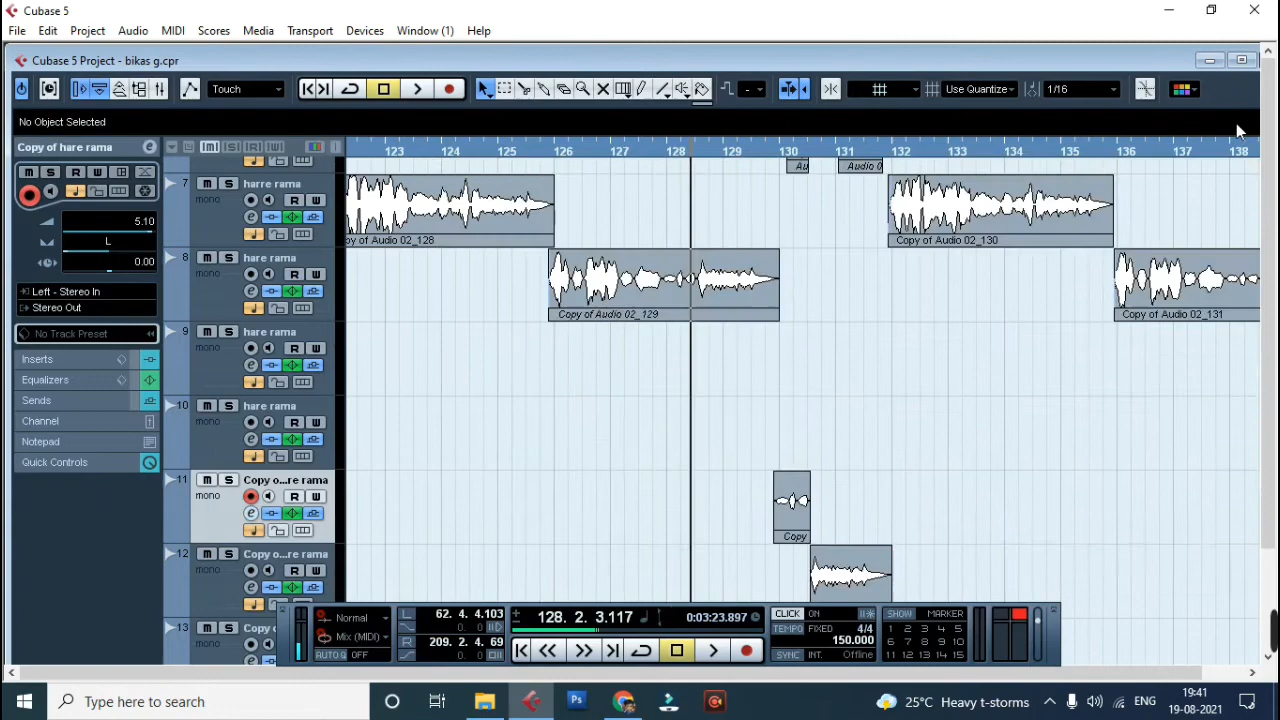 Cubase 5
File Edit Project Audio MIDI Scores Media Transport Devices Window (1) Help
Cubase 5 Project - bikas g.cpr
Touch - Use Quantize 1/16
No Object Selected
Copy of hare rama
123 124 125 126 127 128 129 130 131 132 133 134 135 136 137 138
M S R W
5.10
L
0.00
Left - Stereo In
Stereo Out
No Track Preset
Inserts
Equalizers
Sends
Channel
Notepad
Quick Controls
Au Audio 0
7 M S harre rama
mono R W
py of Audio 02_128 Copy of Audio 02_130
8 M S hare rama
mono R W
Copy of Audio 02_129 Copy of Audio 02_131
9 M S hare rama
mono R W
10 M S hare rama
mono R W
11 M S Copy o...re rama
mono R W
Copy
12 M S Copy o...re rama
mono R W
13 M S Copy
Normal
Mix (MIDI)
AUTO Q OFF
L 62. 4. 4.103
0. 0
R 209. 2. 4. 69
0. 0
128. 2. 3.117 0:03:23.897
CLICK ON
TEMPO FIXED 4/4
150.000
SYNC INT. Offline
SHOW MARKER
1 2 3 4 5
6 7 8 9 10
11 12 13 14 15
Type here to search
25°C Heavy t-storms
ENG
19:41
19-08-2021